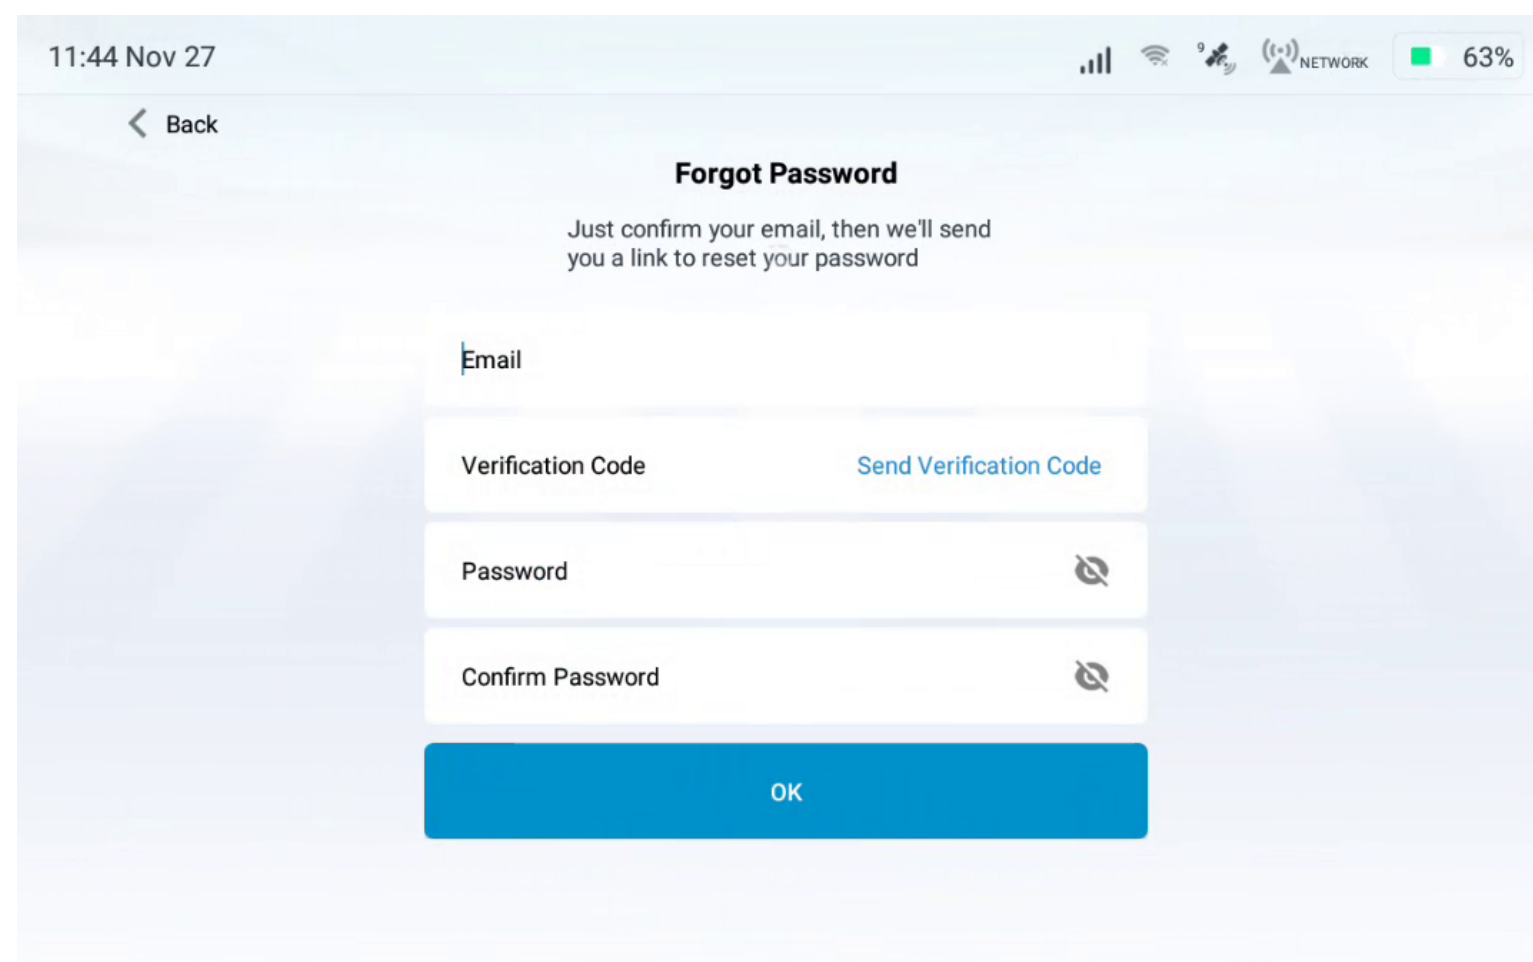 11:44 Nov 27
9
NETWORK
63%
Back
Forgot Password
Just confirm your email, then we'll send
you a link to reset your password
Email
Verification Code Send Verification Code
Password
Confirm Password
OK